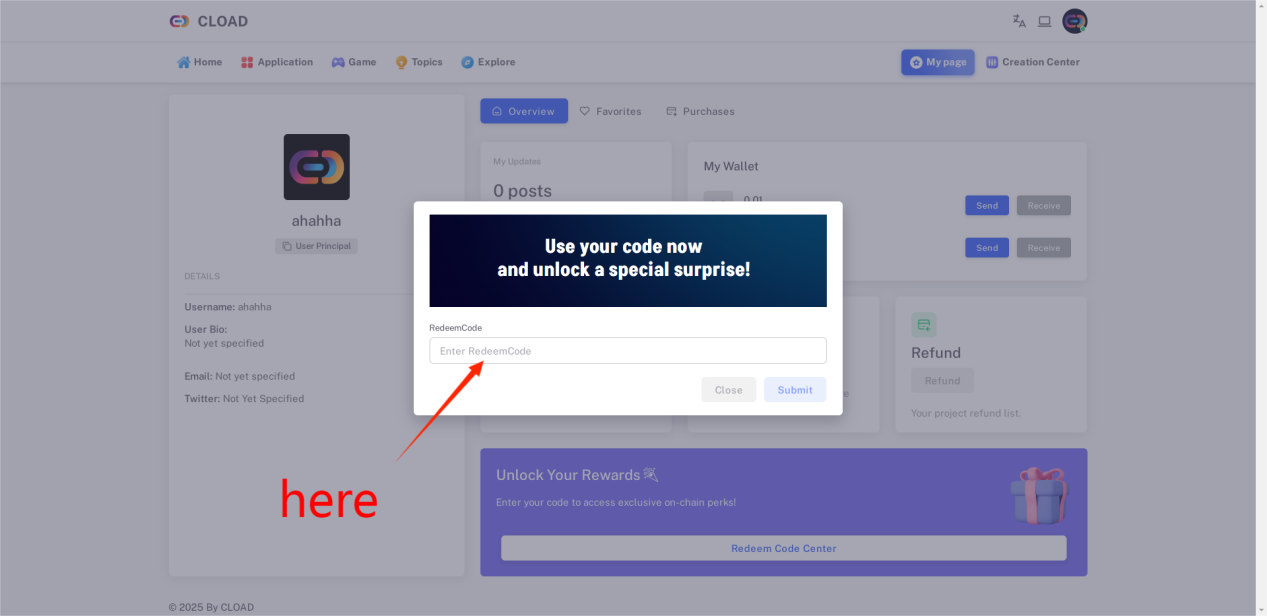 CLOAD
Home
Application
Game
Topics
Explore
My page
Creation Center
ahahha
User Principal
DETAILS
Username: ahahha
User Bio:
Not yet specified
Email: Not yet specified
Twitter: Not Yet Specified
Overview
Favorites
Purchases
My Updates
0 posts
My Wallet
0.01
Send
Receive
Send
Receive
Use your code now
and unlock a special surprise!
RedeemCode
Enter RedeemCode
Close
Submit
here
Refund
Refund
Your project refund list.
Unlock Your Rewards
Enter your code to access exclusive on-chain perks!
Redeem Code Center
© 2025 By CLOAD